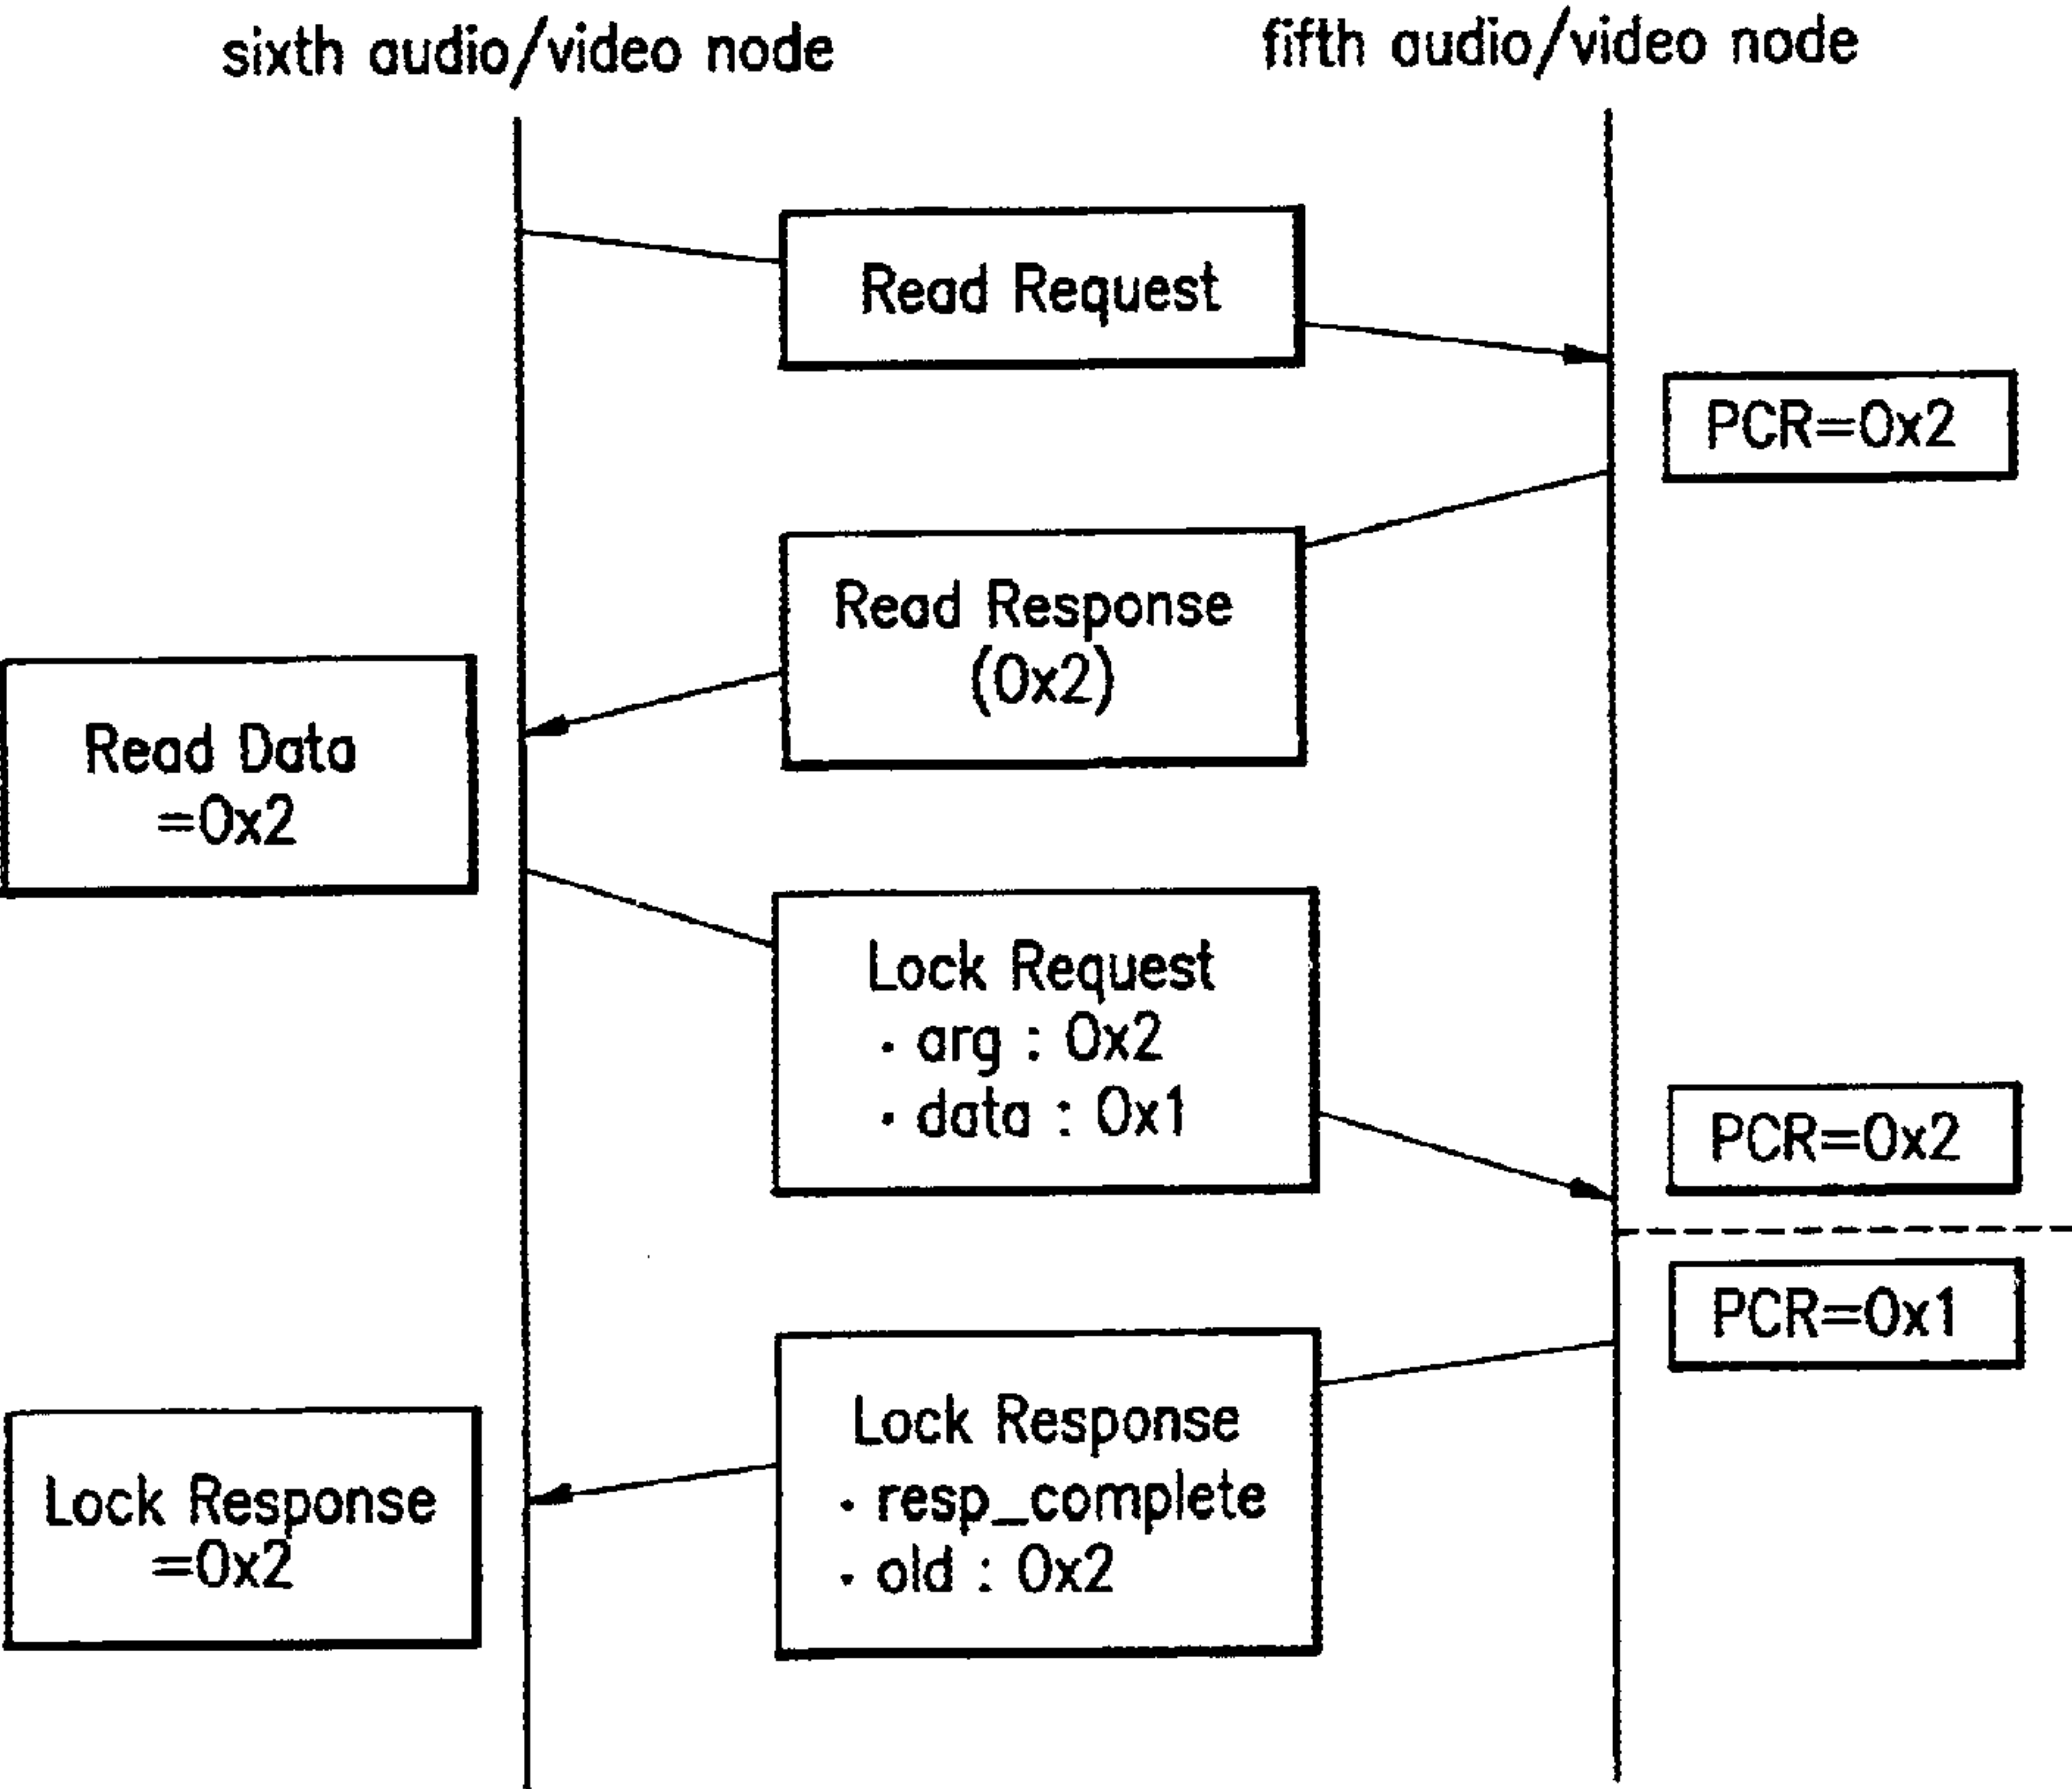 sixth audio/video node
fifth audio/video node
Read Request
PCR=0x2
Read Response
(0x2)
Read Data
=0x2
Lock Request
· arg : 0x2
· data : 0x1
PCR=0x2
PCR=0x1
Lock Response
· resp_complete
· old : 0x2
Lock Response
=0x2